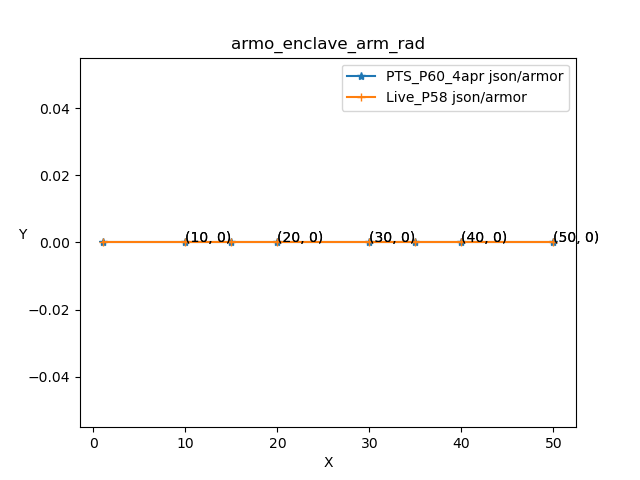 armo_enclave_arm_rad
PTS_P60_4apr json/armor
Live_P58 json/armor
0.04
0.02
Y
0.00
(10, 0) (20, 0) (30, 0) (40, 0) (50, 0)
−0.02
−0.04
0 10 20 30 40 50
X